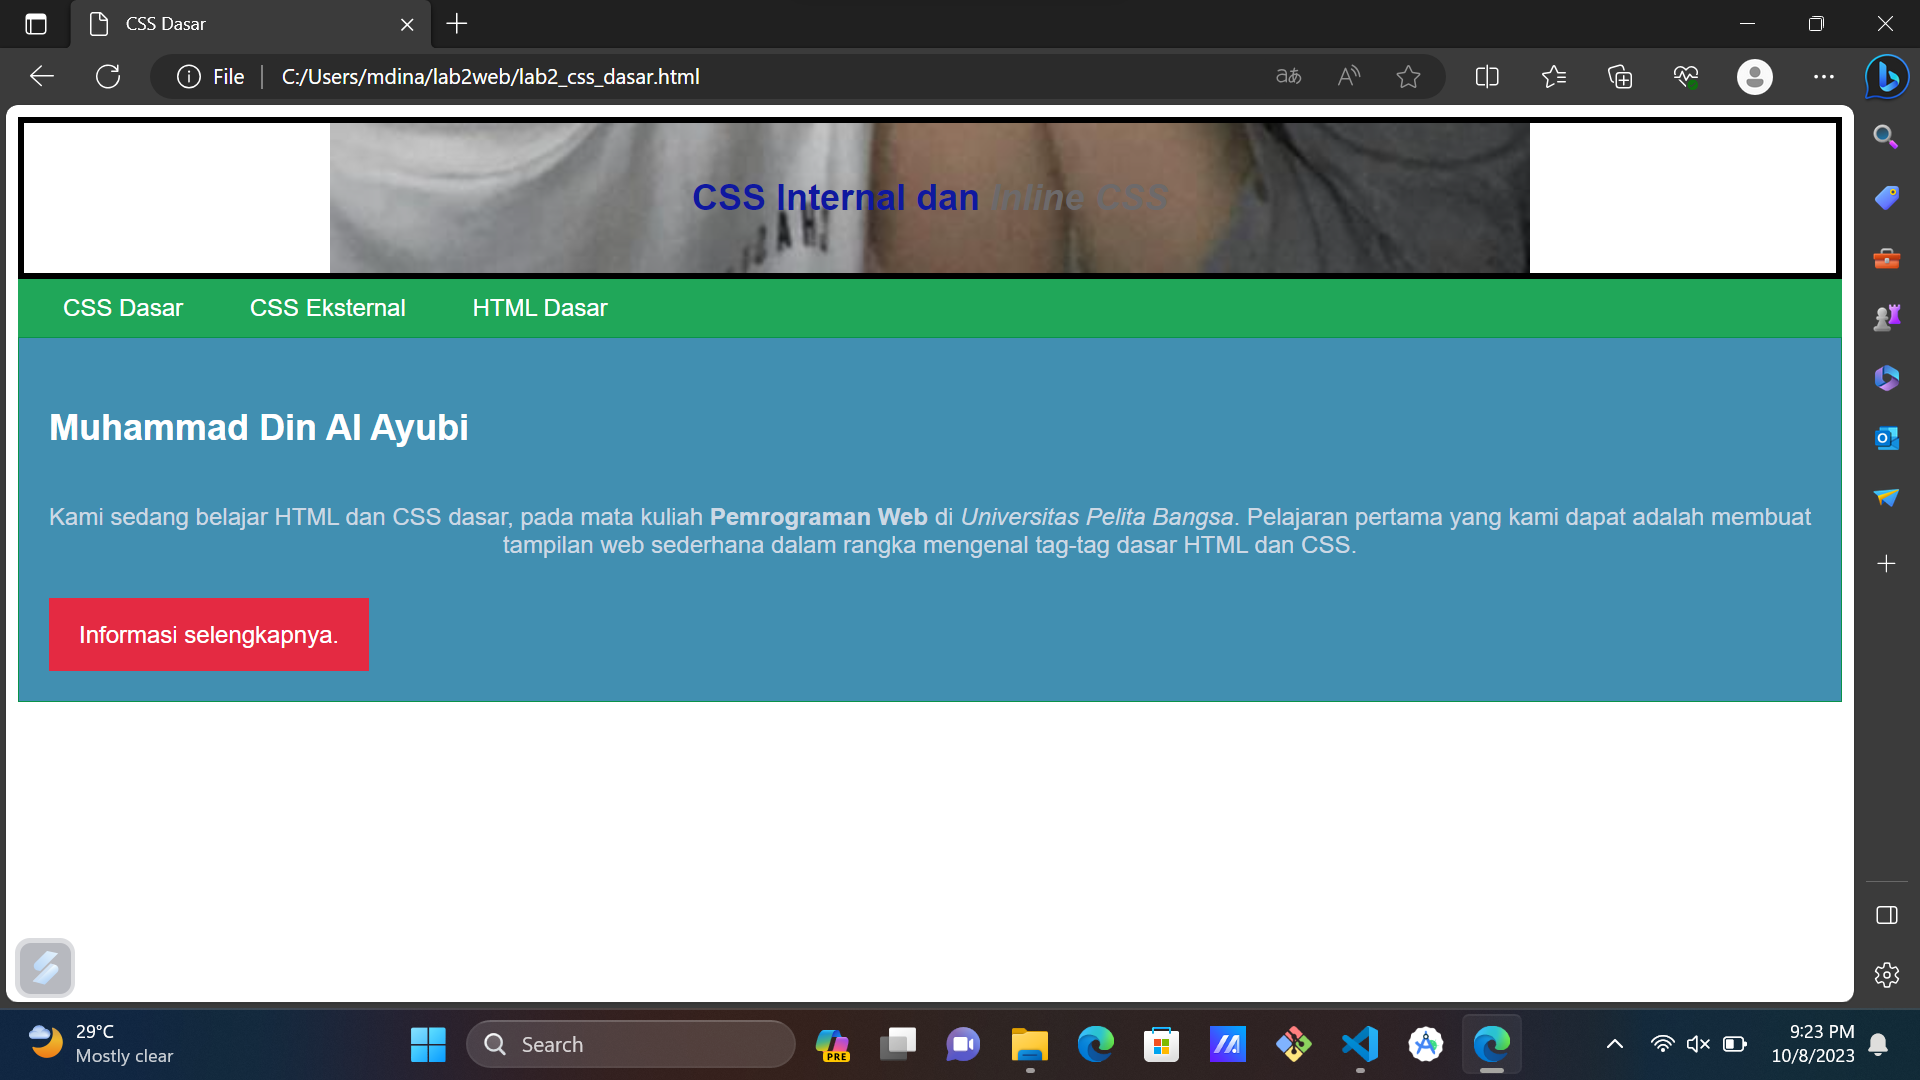 CSS Dasar
File
C:/Users/mdina/lab2web/lab2_css_dasar.html
CSS Internal dan Inline CSS
CSS Dasar CSS Eksternal HTML Dasar
Muhammad Din Al Ayubi
Kami sedang belajar HTML dan CSS dasar, pada mata kuliah Pemrograman Web di Universitas Pelita Bangsa. Pelajaran pertama yang kami dapat adalah membuat
tampilan web sederhana dalam rangka mengenal tag-tag dasar HTML dan CSS.
Informasi selengkapnya.
29°C
Mostly clear
Search
PRE
9:23 PM
10/8/2023